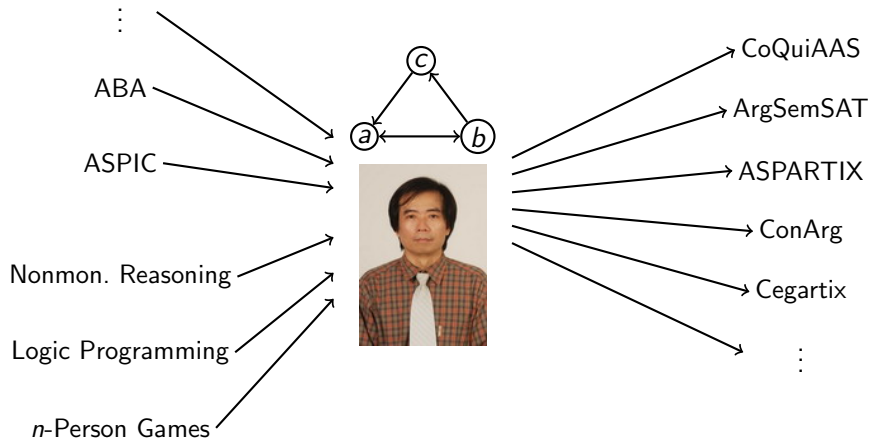 ⋮
ABA
ASPIC
Nonmon. Reasoning
Logic Programming
n-Person Games
c
a
b
CoQuiAAS
ArgSemSAT
ASPARTIX
ConArg
Cegartix
⋮